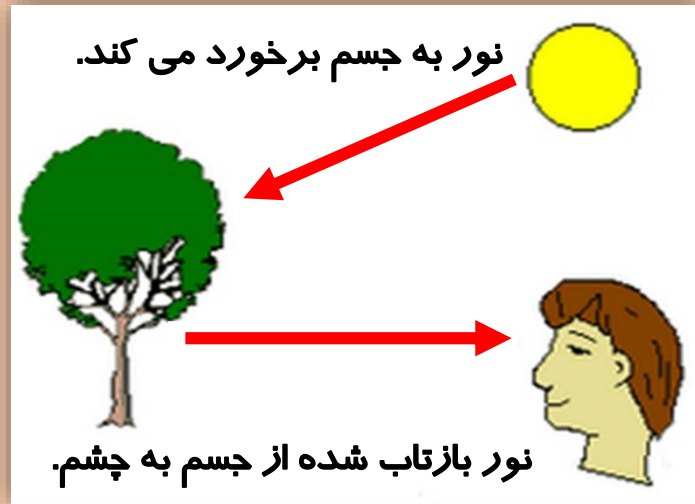 نور به جسم برخورد می کند.
نور بازتاب شده از جسم به چشم.